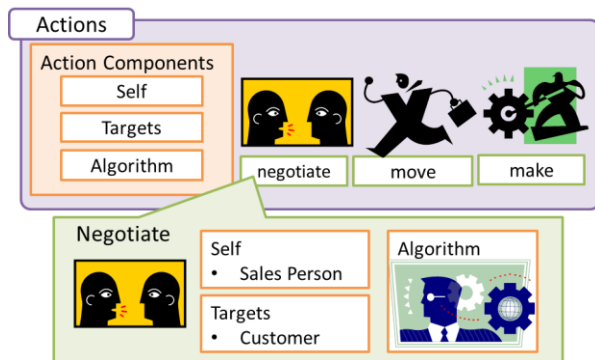 Actions
Action Components
Self
Targets
Algorithm
negotiate
move
make
Negotiate
Self
• Sales Person
Targets
• Customer
Algorithm